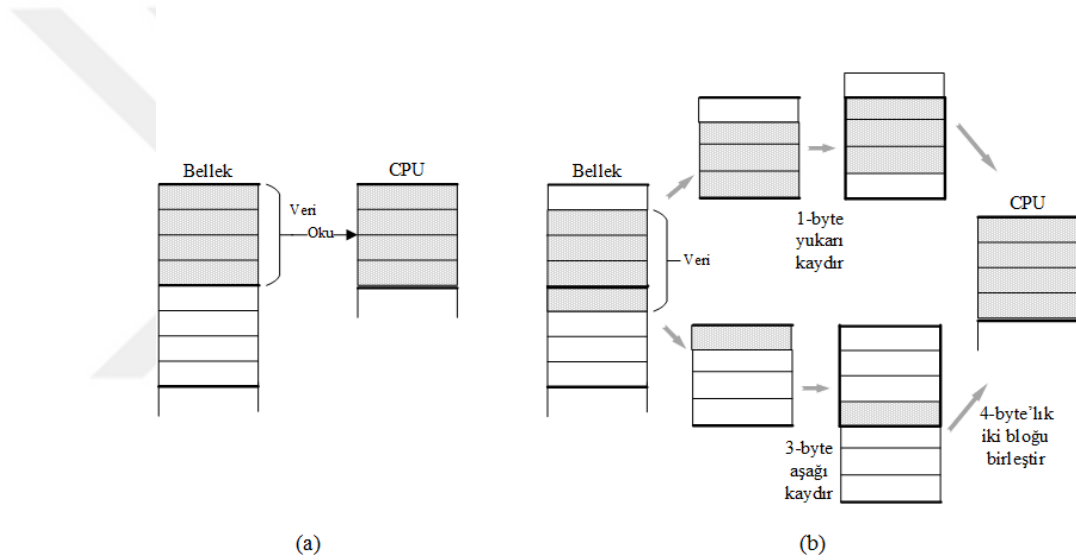 Bellek
CPU
Veri
Oku
(a)
Bellek
1-byte
yukarı
kaydır
CPU
Veri
3-byte
aşağı
kaydır
4-byte’lık
iki bloğu
birleştir
(b)